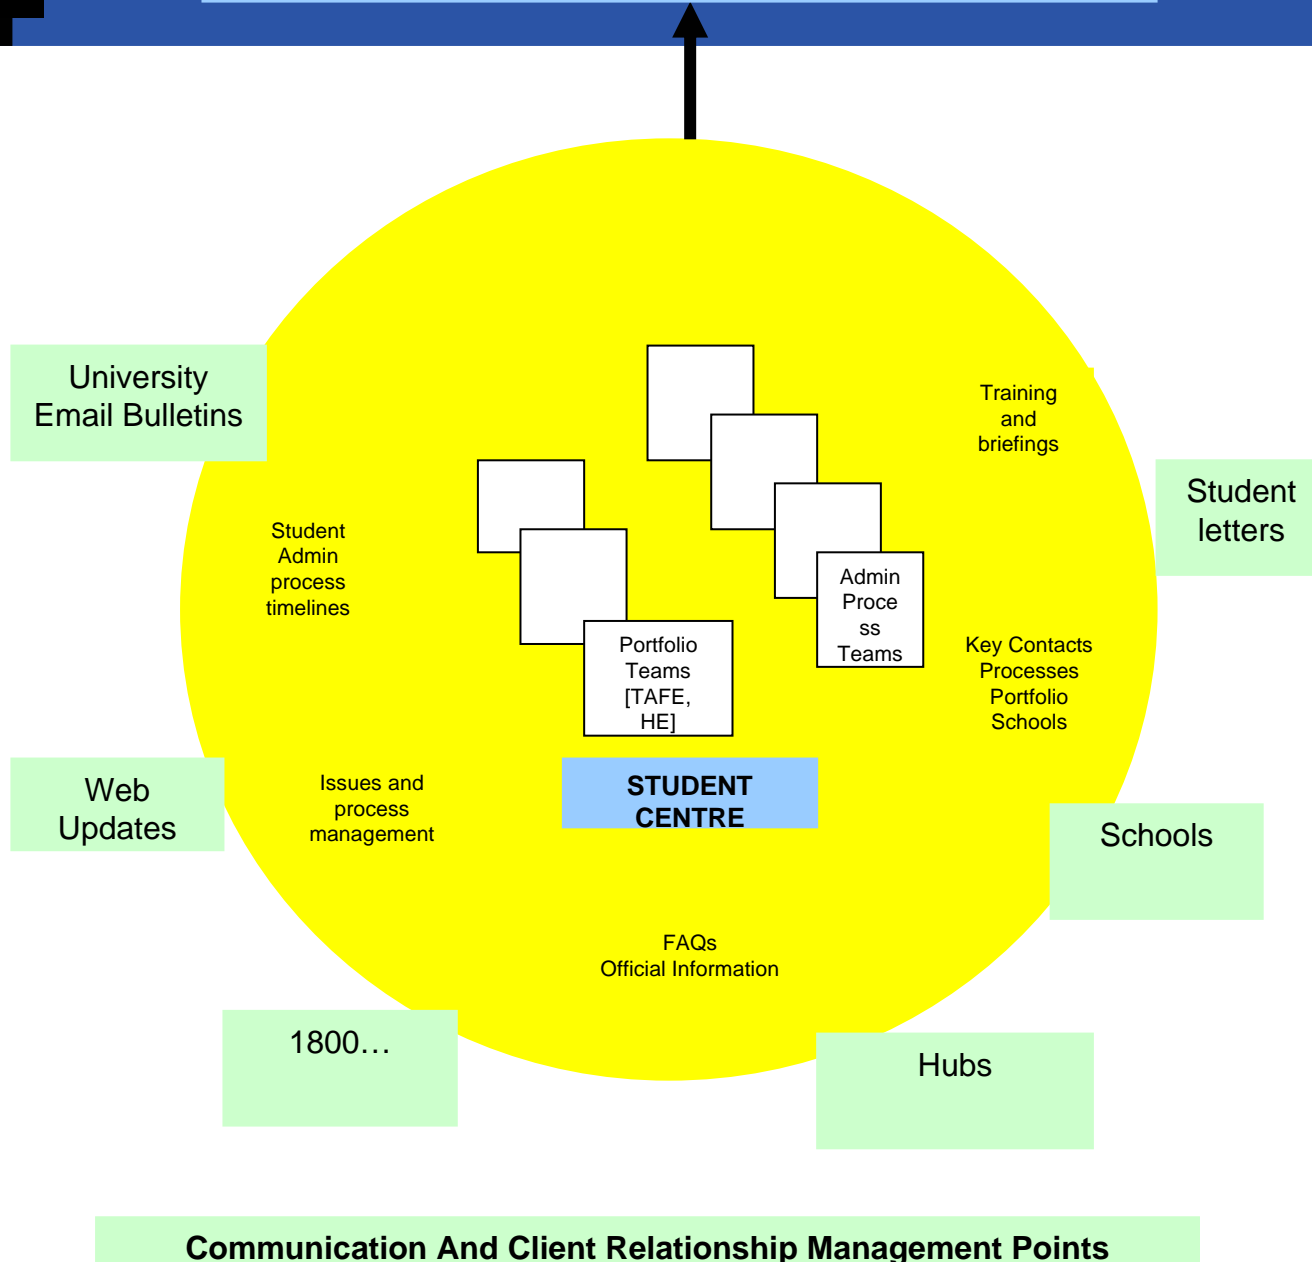 University
Email Bulletins
Training
and
briefings
Student
letters
Student
Admin
process
timelines
Admin
Proce
ss
Teams
Portfolio
Teams
[TAFE,
HE]
Key Contacts
Processes
Portfolio
Schools
Web
Updates
Issues and
process
management
STUDENT
CENTRE
Schools
FAQs
Official Information
1800…
Hubs
Communication And Client Relationship Management Points